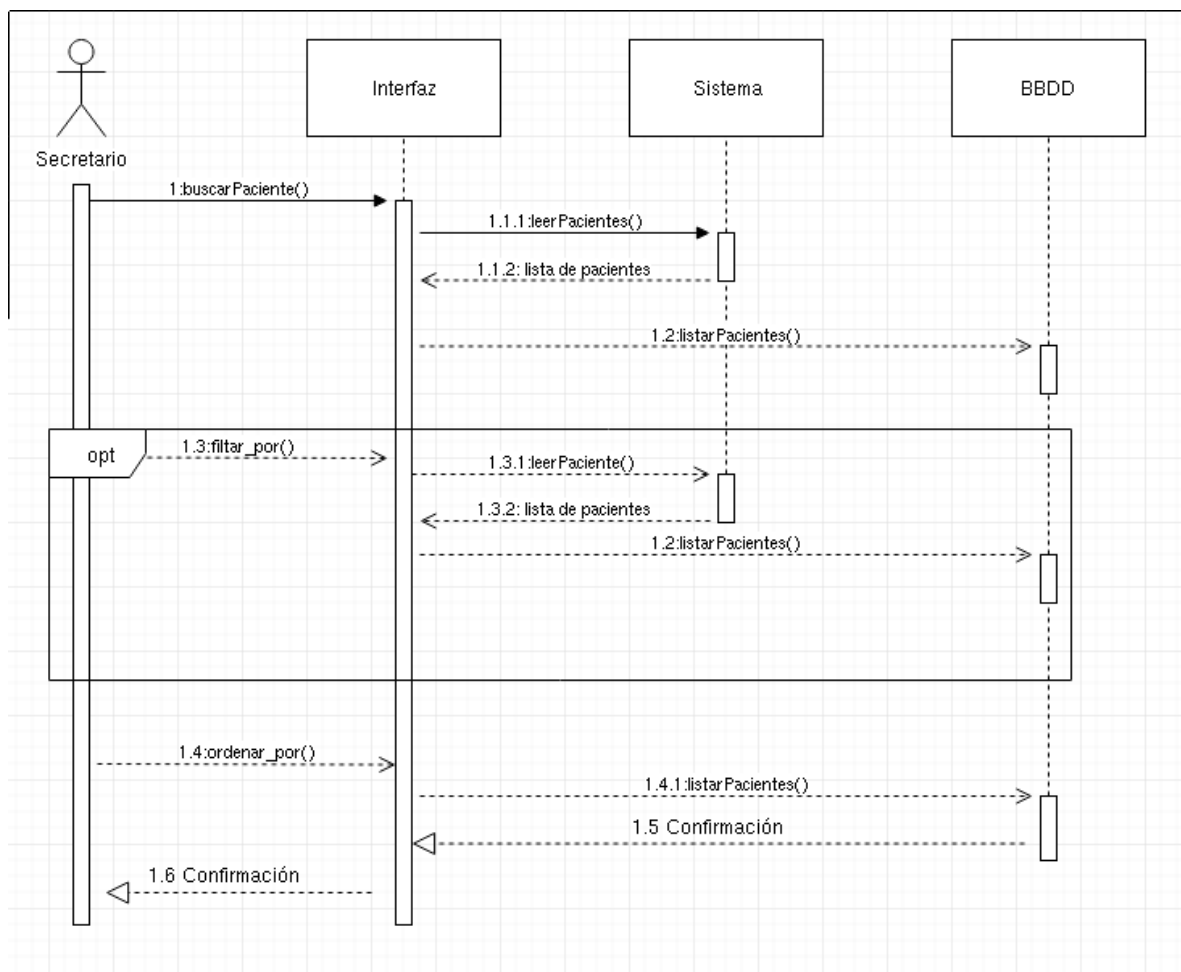 Interfaz
Sistema
BBDD
Secretario
1:buscarPaciente()
1.1.1:leerPacientes()
1.1.2: lista de pacientes
1.2:listarPacientes()
opt
1.3:filtar_por()
1.3.1:leerPaciente()
1.3.2: lista de pacientes
1.2:listarPacientes()
1.4:ordenar_por()
1.4.1:listarPacientes()
1.5 Confirmación
1.6 Confirmación